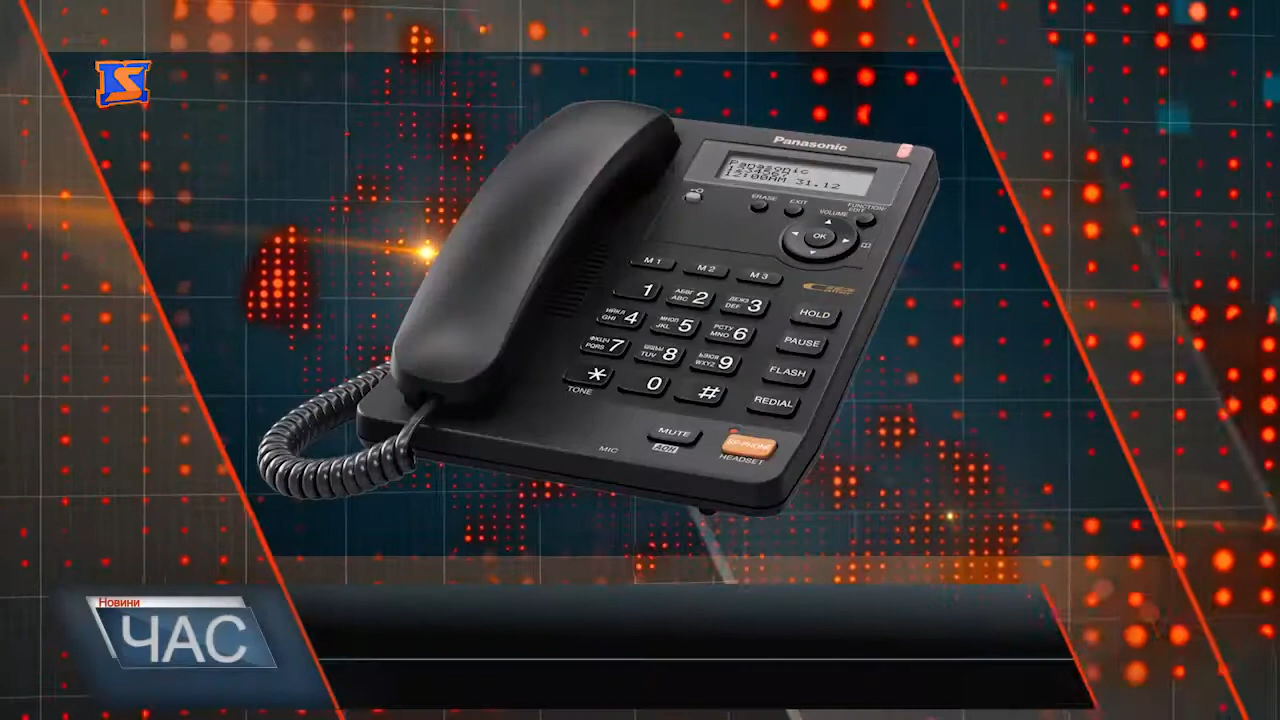 S
Panasonic
Panasonic
1234567
12:00AM 31.12
ERASE EXIT
FUNCTION/
EDIT
VOLUME
OK
M 1 M 2 M 3
1 АБВГ ABC 2 ДЕЖЗ DEF 3
HOLD
ИЙКЛ GHI 4 МНОП JKL 5 РСТУ MNO 6
PAUSE
ФХЦЧ PQRS 7 ШЩЪЫ TUV 8 ЬЭЮЯ WXYZ 9
FLASH
* 0 #
TONE
REDIAL
MUTE
АОН
MIC
SP-PHONE
HEADSET
Новини
ЧАС